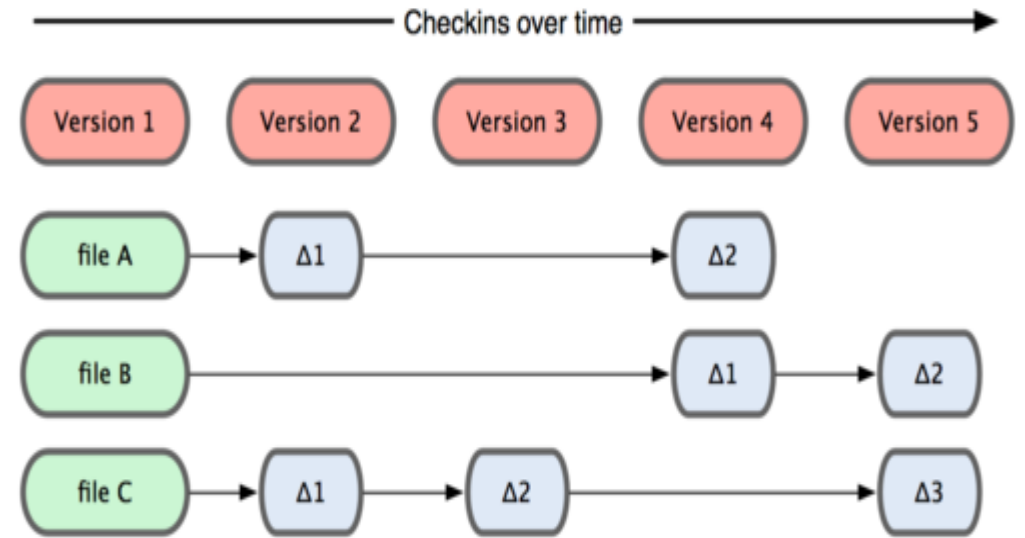 Checkins over time
Version 1 Version 2 Version 3 Version 4 Version 5
file A Δ1 Δ2
file B Δ1 Δ2
file C Δ1 Δ2 Δ3